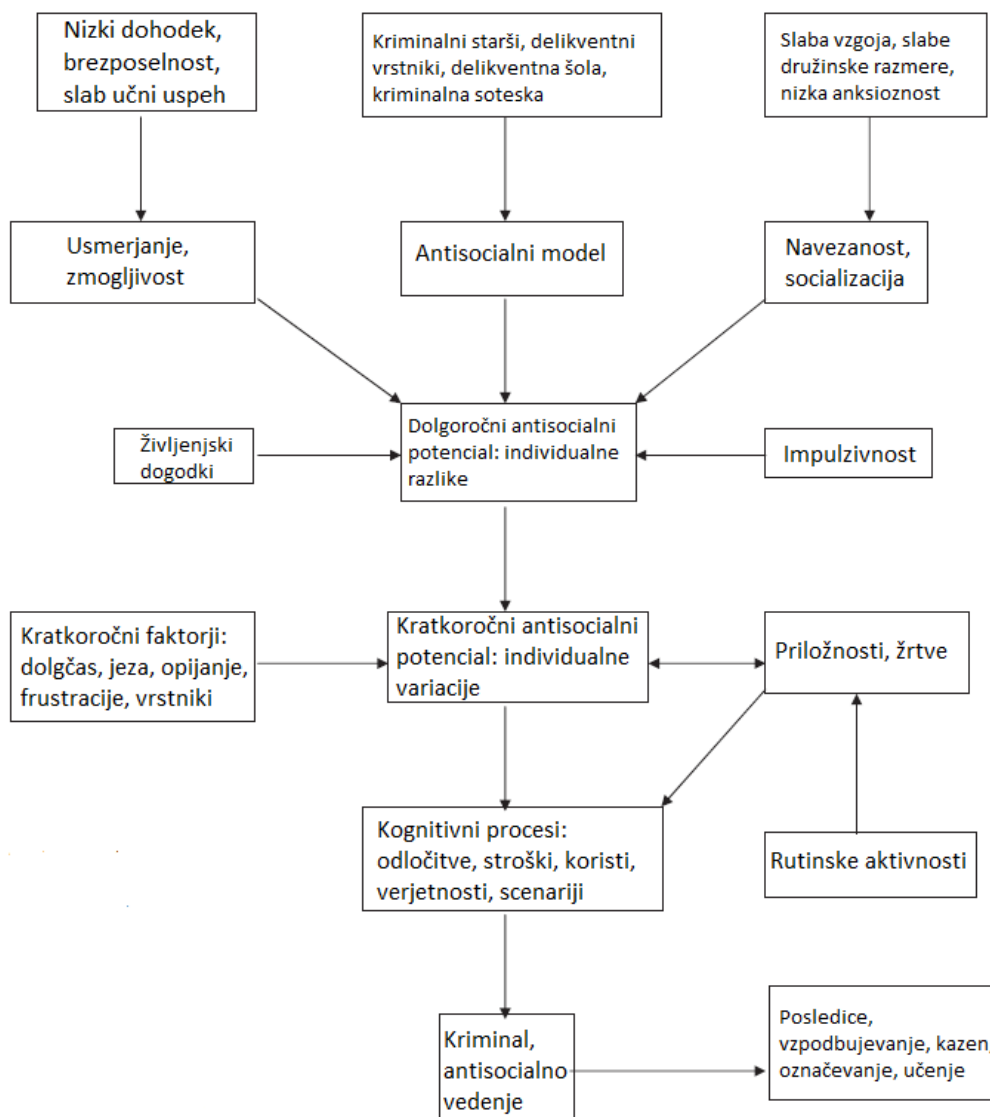 Nizki dohodek,
brezposelnost,
slab učni uspeh
Kriminalni starši, delikventni
vrstniki, delikventna šola,
kriminalna soteska
Slaba vzgoja, slabe
družinske razmere,
nizka anksioznost
Usmerjanje,
zmogljivost
Antisocialni model
Navezanost,
socializacija
Življenjski
dogodki
Dolgoročni antisocialni
potencial: individualne
razlike
Impulzivnost
Kratkoročni faktorji:
dolgčas, jeza, opijanje,
frustracije, vrstniki
Kratkoročni antisocialni
potencial: individualne
variacije
Priložnosti, žrtve
Kognitivni procesi:
odločitve, stroški, koristi,
verjetnosti, scenariji
Rutinske aktivnosti
Kriminal,
antisocialno
vedenje
Posledice,
vzpodbujevanje, kazen,
označevanje, učenje